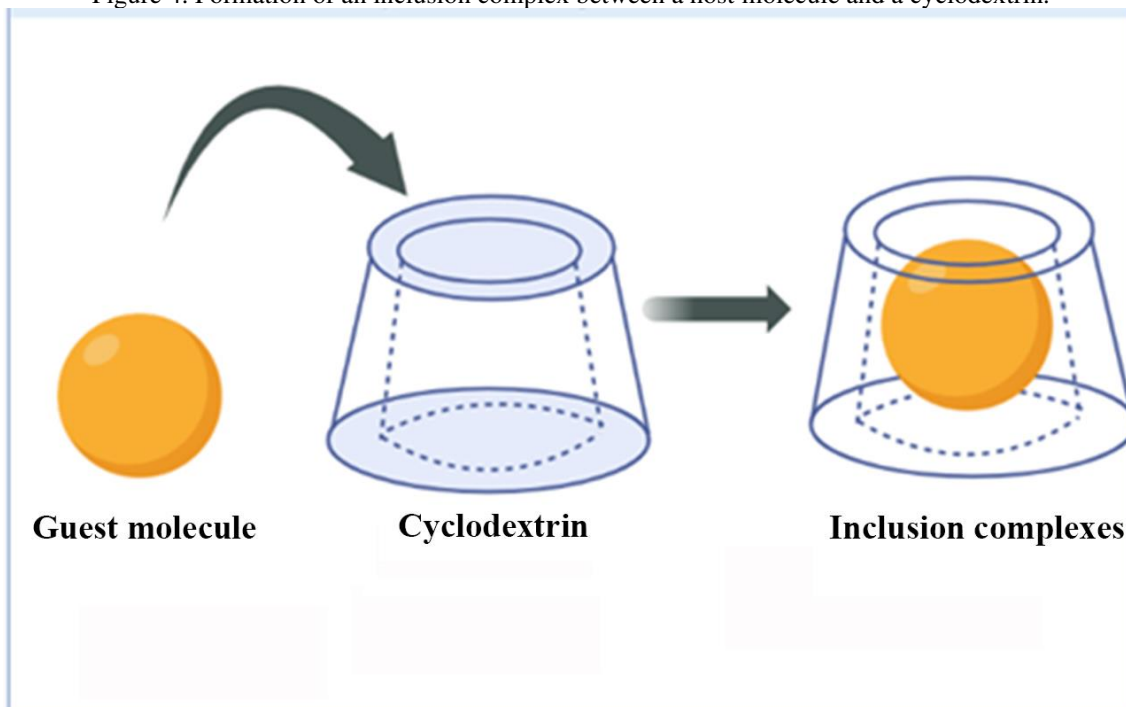 Figure 4. Formation of an inclusion complex between a host molecule and a cyclodextrin.
Guest molecule
Cyclodextrin
Inclusion complexes